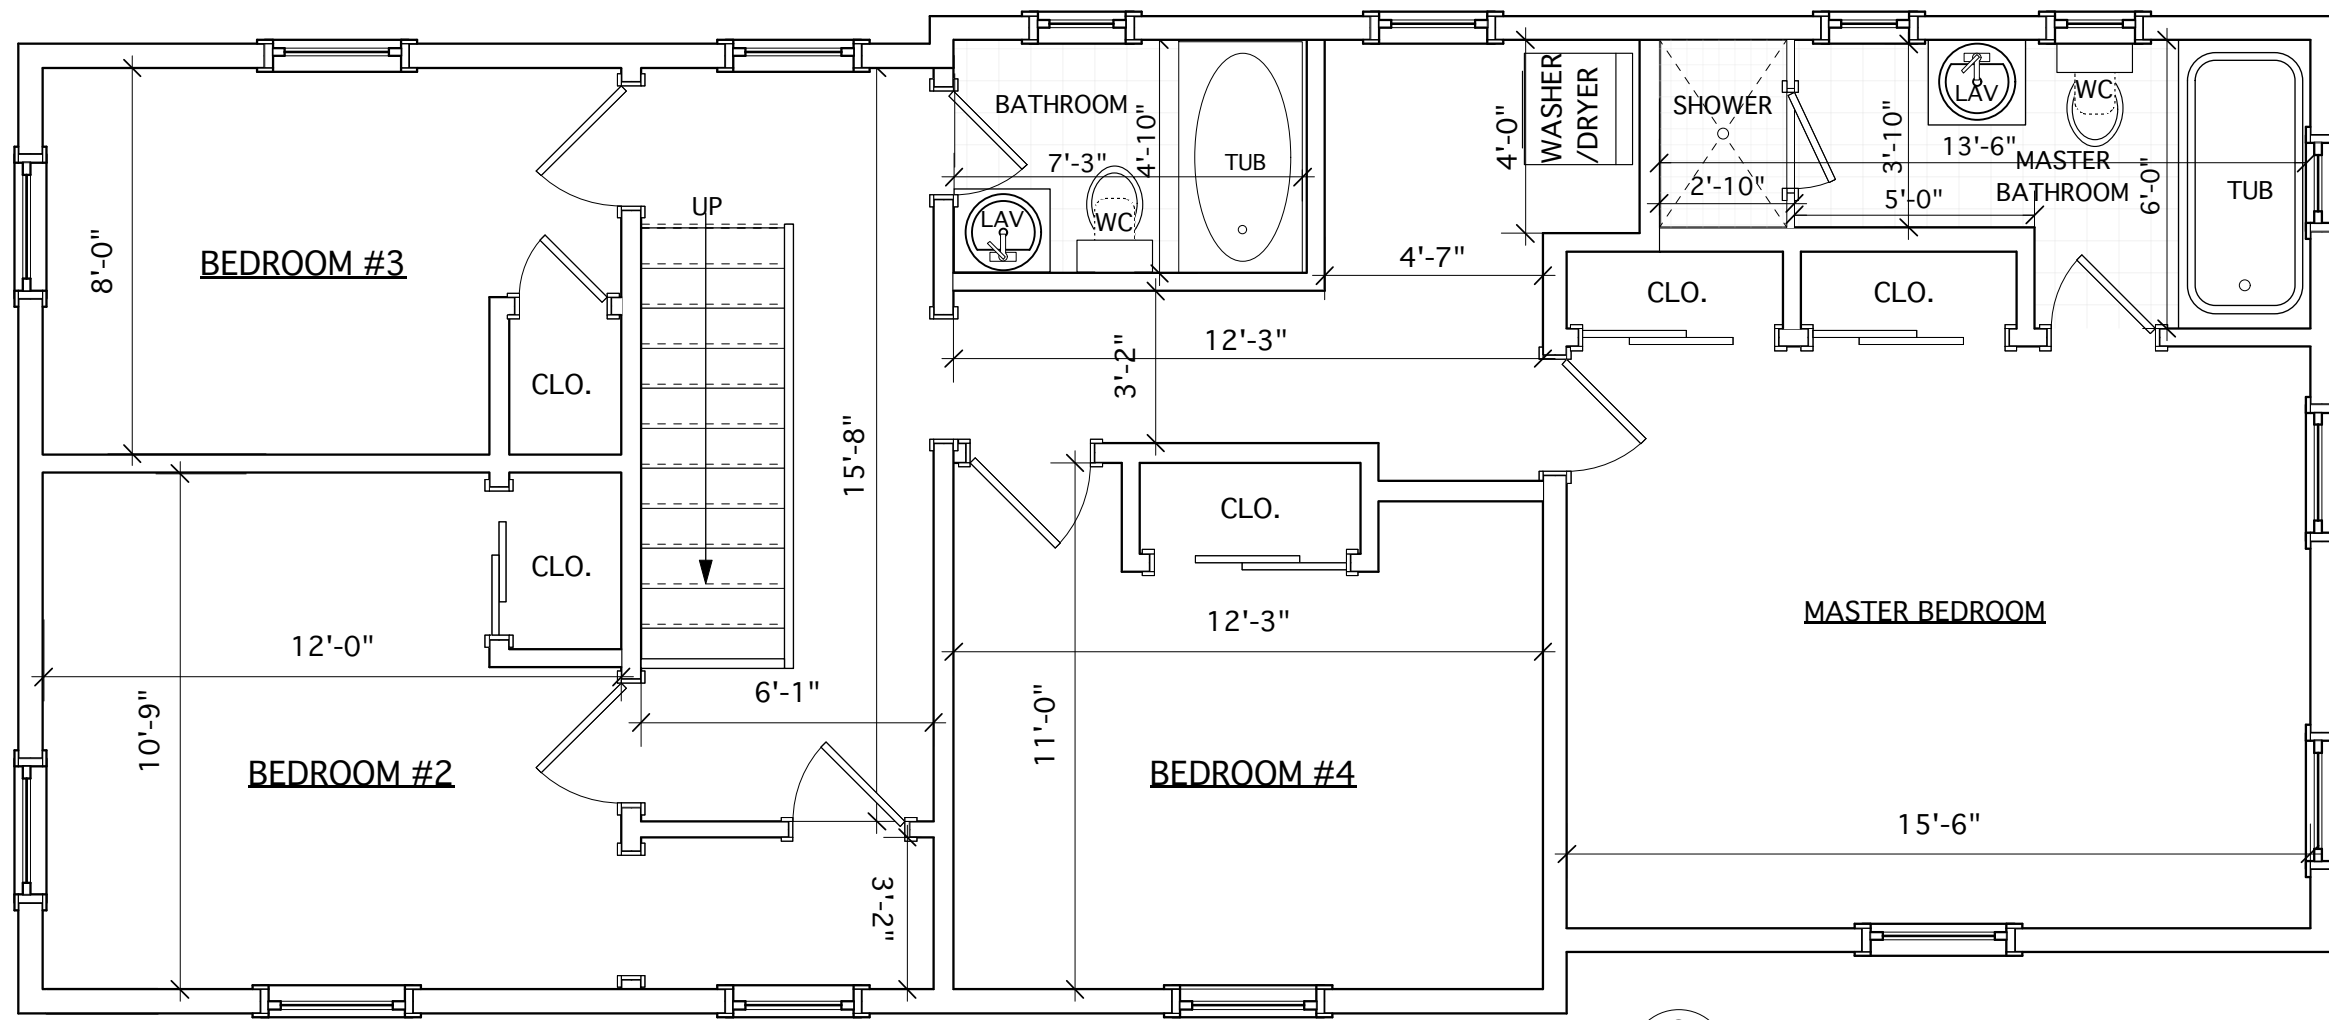 BATHROOM
7'-3"
4'-10"
TUB
LAV
WC
WASHER
/DRYER
4'-0"
SHOWER
2'-10"
3'-10"
LAV
WC
13'-6"
MASTER
BATHROOM
5'-0"
6'-0"
TUB
UP
BEDROOM #3
8'-0"
CLO.
4'-7"
CLO.
CLO.
12'-3"
3'-2"
15'-8"
CLO.
CLO.
12'-0"
10'-9"
6'-1"
BEDROOM #2
3'-2"
12'-3"
11'-0"
BEDROOM #4
MASTER BEDROOM
15'-6"